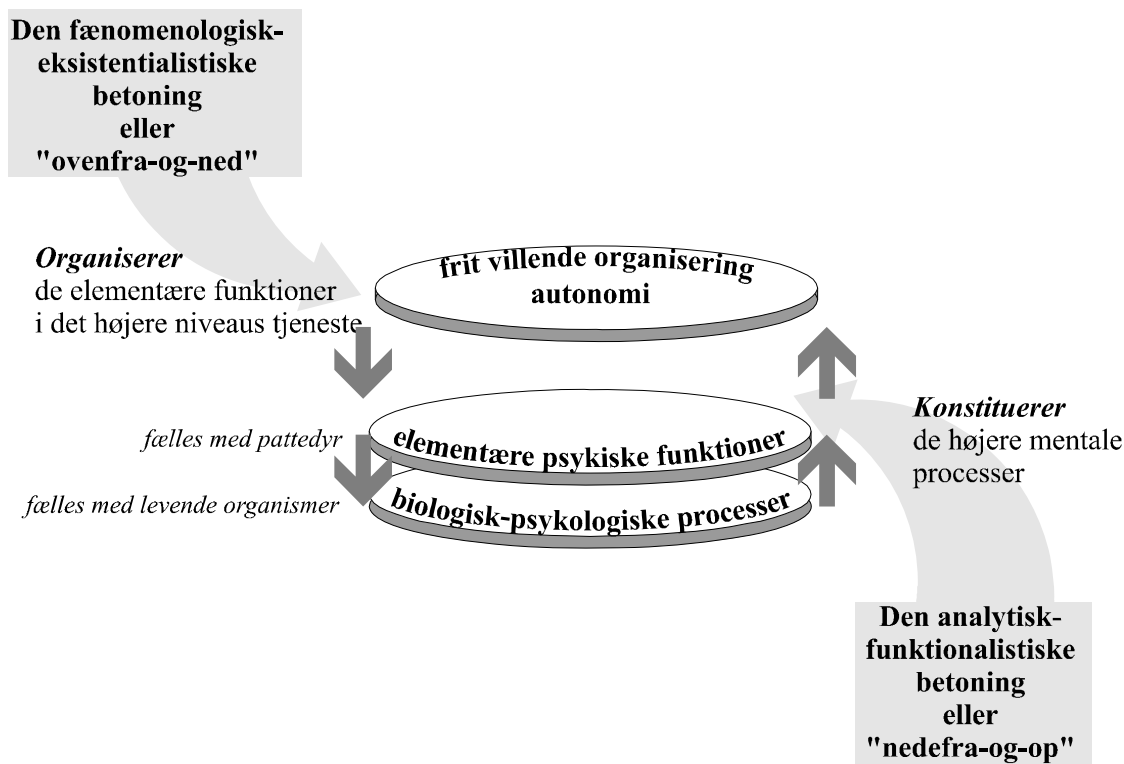 Den fænomenologisk-
eksistentialistiske
betoning
eller
"ovenfra-og-ned"
Organiserer
de elementære funktioner
i det højere niveaus tjeneste
frit villende organisering
autonomi
fælles med pattedyr
elementære psykiske funktioner
fælles med levende organismer
biologisk-psykologiske processer
Konstituerer
de højere mentale
processer
Den analytisk-
funktionalistiske
betoning
eller
"nedefra-og-op"